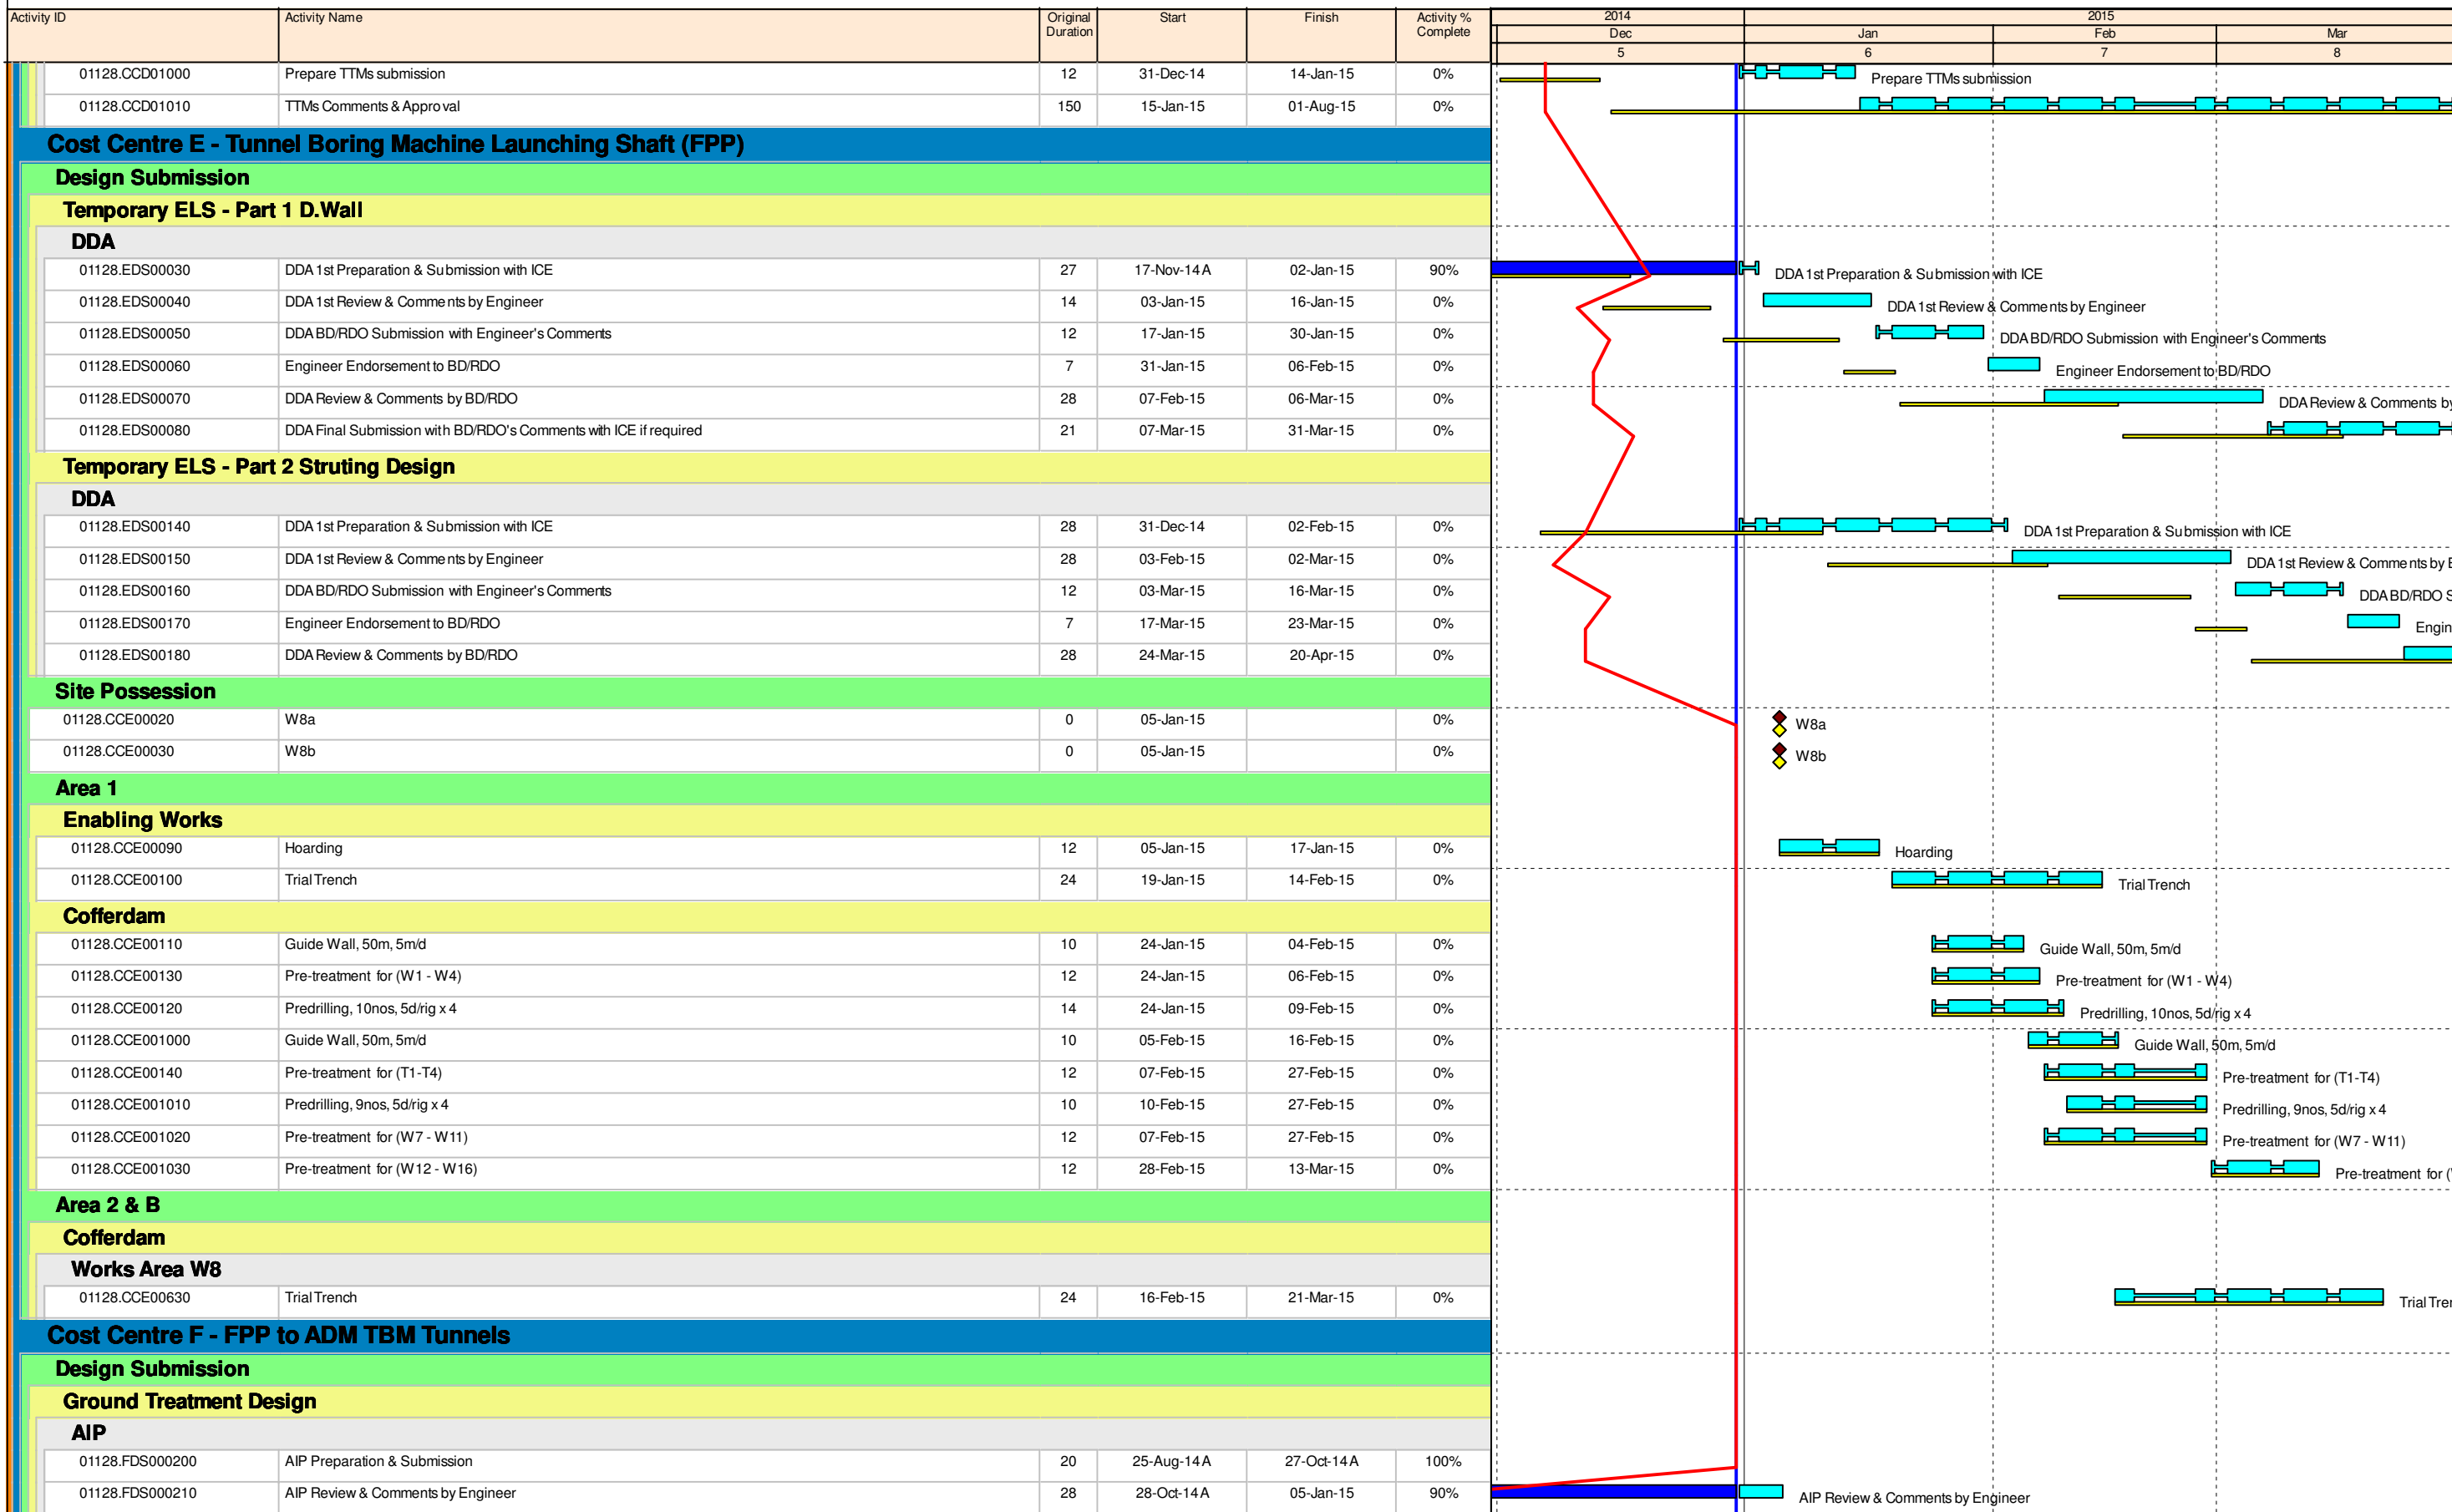 Activity ID Activity Name Original Duration Start Finish Activity % Complete 2014 2015
Dec Jan Feb Mar
5 6 7 8
01128.CCD01000 Prepare TTMs submission 12 31-Dec-14 14-Jan-15 0% Prepare TTMs submission
01128.CCD01010 TTMs Comments & Approval 150 15-Jan-15 01-Aug-15 0%
Cost Centre E - Tunnel Boring Machine Launching Shaft (FPP)
Design Submission
Temporary ELS - Part 1 D.Wall
DDA
01128.EDS00030 DDA 1st Preparation & Submission with ICE 27 17-Nov-14 A 02-Jan-15 90% DDA 1st Preparation & Submission with ICE
01128.EDS00040 DDA 1st Review & Comments by Engineer 14 03-Jan-15 16-Jan-15 0% DDA 1st Review & Comments by Engineer
01128.EDS00050 DDA BD/RDO Submission with Engineer's Comments 12 17-Jan-15 30-Jan-15 0% DDA BD/RDO Submission with Engineer's Comments
01128.EDS00060 Engineer Endorsement to BD/RDO 7 31-Jan-15 06-Feb-15 0% Engineer Endorsement to BD/RDO
01128.EDS00070 DDA Review & Comments by BD/RDO 28 07-Feb-15 06-Mar-15 0% DDA Review & Comments by
01128.EDS00080 DDA Final Submission with BD/RDO's Comments with ICE if required 21 07-Mar-15 31-Mar-15 0%
Temporary ELS - Part 2 Struting Design
DDA
01128.EDS00140 DDA 1st Preparation & Submission with ICE 28 31-Dec-14 02-Feb-15 0% DDA 1st Preparation & Submission with ICE
01128.EDS00150 DDA 1st Review & Comments by Engineer 28 03-Feb-15 02-Mar-15 0% DDA 1st Review & Comments by E
01128.EDS00160 DDA BD/RDO Submission with Engineer's Comments 12 03-Mar-15 16-Mar-15 0% DDA BD/RDO S
01128.EDS00170 Engineer Endorsement to BD/RDO 7 17-Mar-15 23-Mar-15 0% Engin
01128.EDS00180 DDA Review & Comments by BD/RDO 28 24-Mar-15 20-Apr-15 0%
Site Possession
01128.CCE00020 W8a 0 05-Jan-15 0% W8a
01128.CCE00030 W8b 0 05-Jan-15 0% W8b
Area 1
Enabling Works
01128.CCE00090 Hoarding 12 05-Jan-15 17-Jan-15 0% Hoarding
01128.CCE00100 Trial Trench 24 19-Jan-15 14-Feb-15 0% Trial Trench
Cofferdam
01128.CCE00110 Guide Wall, 50m, 5m/d 10 24-Jan-15 04-Feb-15 0% Guide Wall, 50m, 5m/d
01128.CCE00130 Pre-treatment for (W1 - W4) 12 24-Jan-15 06-Feb-15 0% Pre-treatment for (W1 - W4)
01128.CCE00120 Predrilling, 10nos, 5d/rig x 4 14 24-Jan-15 09-Feb-15 0% Predrilling, 10nos, 5d/rig x 4
01128.CCE001000 Guide Wall, 50m, 5m/d 10 05-Feb-15 16-Feb-15 0% Guide Wall, 50m, 5m/d
01128.CCE00140 Pre-treatment for (T1-T4) 12 07-Feb-15 27-Feb-15 0% Pre-treatment for (T1-T4)
01128.CCE001010 Predrilling, 9nos, 5d/rig x 4 10 10-Feb-15 27-Feb-15 0% Predrilling, 9nos, 5d/rig x 4
01128.CCE001020 Pre-treatment for (W7 - W11) 12 07-Feb-15 27-Feb-15 0% Pre-treatment for (W7 - W11)
01128.CCE001030 Pre-treatment for (W12 - W16) 12 28-Feb-15 13-Mar-15 0% Pre-treatment for (
Area 2 & B
Cofferdam
Works Area W8
01128.CCE00630 Trial Trench 24 16-Feb-15 21-Mar-15 0% Trial Tre
Cost Centre F - FPP to ADM TBM Tunnels
Design Submission
Ground Treatment Design
AIP
01128.FDS000200 AIP Preparation & Submission 20 25-Aug-14 A 27-Oct-14 A 100%
01128.FDS000210 AIP Review & Comments by Engineer 28 28-Oct-14 A 05-Jan-15 90% AIP Review & Comments by Engineer